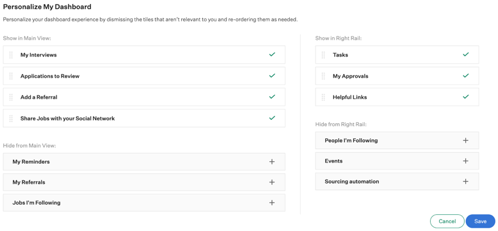 Personalize My Dashboard
Personalize your dashboard experience by dismissing the tiles that aren't relevant to you and re-ordering them as needed.
Show in Main View:
My Interviews
Applications to Review
Add a Referral
Share Jobs with your Social Network
Hide from Main View:
My Reminders
My Referrals
Jobs I'm Following
Show in Right Rail:
Tasks
My Approvals
Helpful Links
Hide from Right Rail:
People I'm Following
Events
Sourcing automation
Cancel
Save